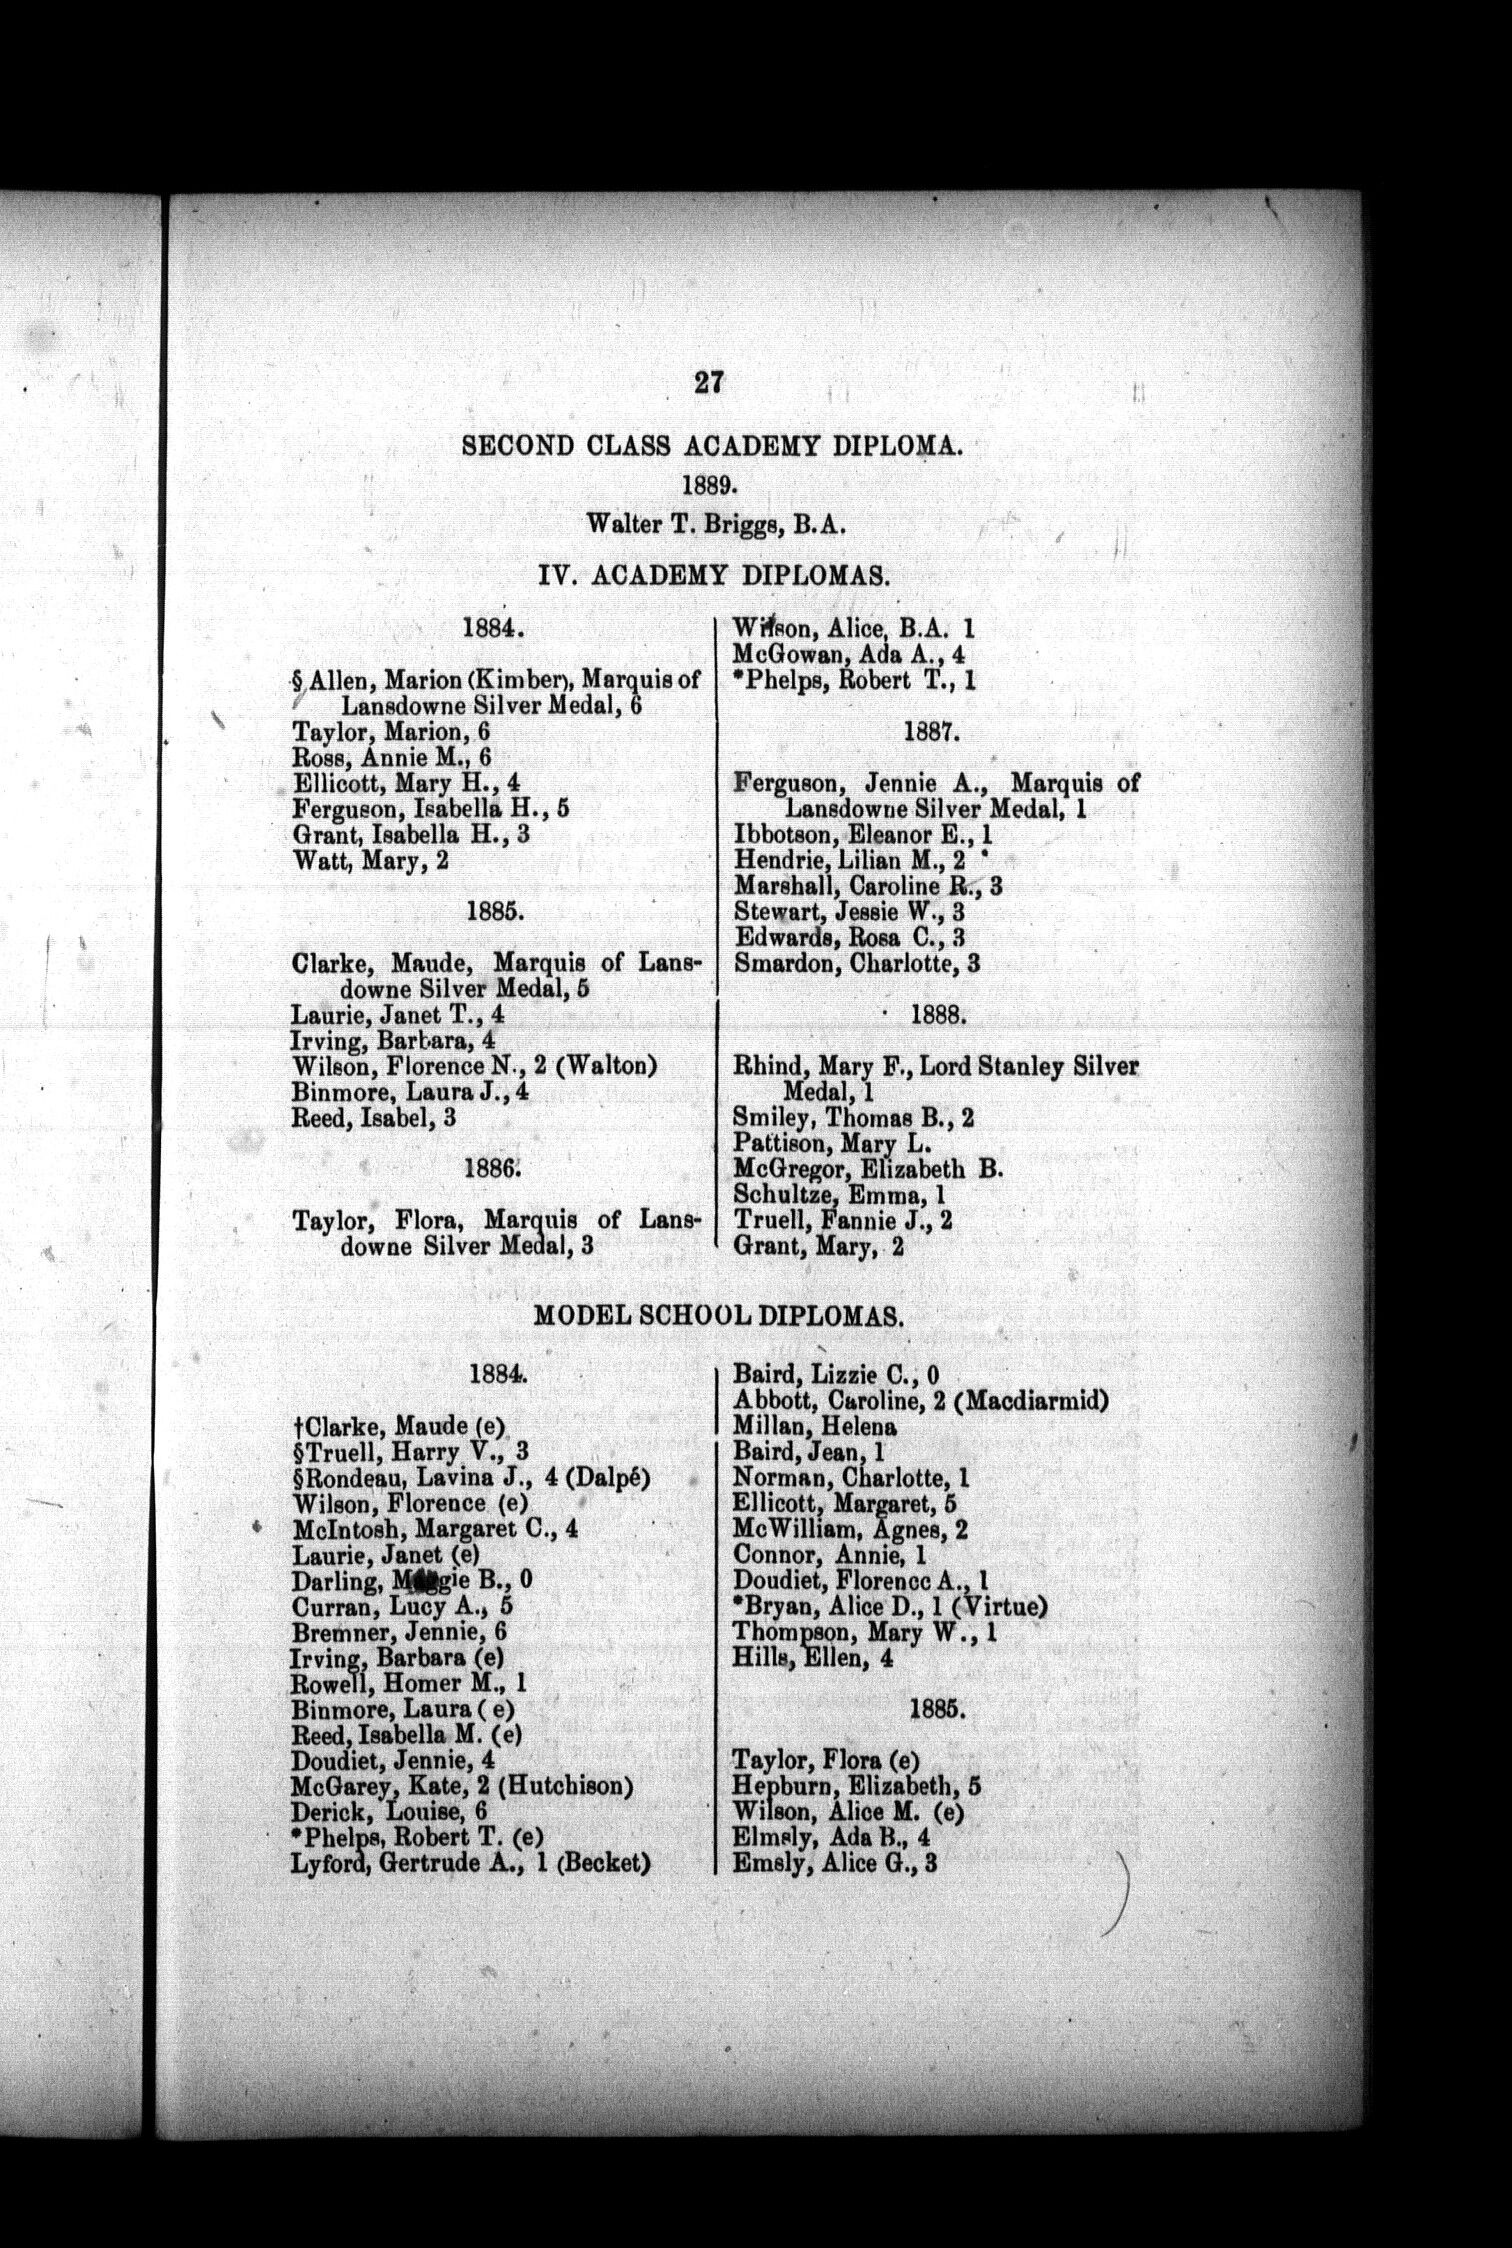 27
SECOND CLASS ACADEMY DIPLOMA.
1889.
Walter T. Briggs, B.A.
IV. ACADEMY DIPLOMAS.
1884.
§ Allen, Marion (Kimber), Marquis of
Lansdowne Silver Medal, 6
Taylor, Marion, 6
Ross, Annie M., 6
Ellicott, Mary H., 4
Ferguson, Isabella H., 5
Grant, Isabella H., 3
Watt, Mary, 2
1885.
Clarke, Maude, Marquis of Lans-
downe Silver Medal, 5
Laurie, Janet T., 4
Irving, Barbara, 4
Wilson, Florence N., 2 (Walton)
Binmore, Laura J., 4
Reed, Isabel, 3
1886.
Taylor, Flora, Marquis of Lans-
downe Silver Medal, 3
Wilson, Alice, B.A. 1
McGowan, Ada A., 4
*Phelps, Robert T., 1
1887.
Ferguson, Jennie A., Marquis of
Lansdowne Silver Medal, 1
Ibbotson, Eleanor E., 1
Hendrie, Lilian M., 2
Marshall, Caroline R., 3
Stewart, Jessie W., 3
Edwards, Rosa C., 3
Smardon, Charlotte, 3
1888.
Rhind, Mary F., Lord Stanley Silver
Medal, 1
Smiley, Thomas B., 2
Pattison, Mary L.
McGregor, Elizabeth B.
Schultze, Emma, 1
Truell, Fannie J., 2
Grant, Mary, 2
MODEL SCHOOL DIPLOMAS.
1884.
†Clarke, Maude (e)
§Truell, Harry V., 3
§Rondeau, Lavina J., 4 (Dalpé)
Wilson, Florence (e)
McIntosh, Margaret C., 4
Laurie, Janet (e)
Darling, Maggie B., 0
Curran, Lucy A., 5
Bremner, Jennie, 6
Irving, Barbara (e)
Rowell, Homer M., 1
Binmore, Laura ( e)
Reed, Isabella M. (e)
Doudiet, Jennie, 4
McGarey, Kate, 2 (Hutchison)
Derick, Louise, 6
*Phelps, Robert T. (e)
Lyford, Gertrude A., 1 (Becket)
Baird, Lizzie C., 0
Abbott, Caroline, 2 (Macdiarmid)
Millan, Helena
Baird, Jean, 1
Norman, Charlotte, 1
Ellicott, Margaret, 5
McWilliam, Agnes, 2
Connor, Annie, 1
Doudiet, Florence A., 1
*Bryan, Alice D., 1 (Virtue)
Thompson, Mary W., 1
Hills, Ellen, 4
1885.
Taylor, Flora (e)
Hepburn, Elizabeth, 5
Wilson, Alice M. (e)
Elmsly, Ada B., 4
Emsly, Alice G., 3